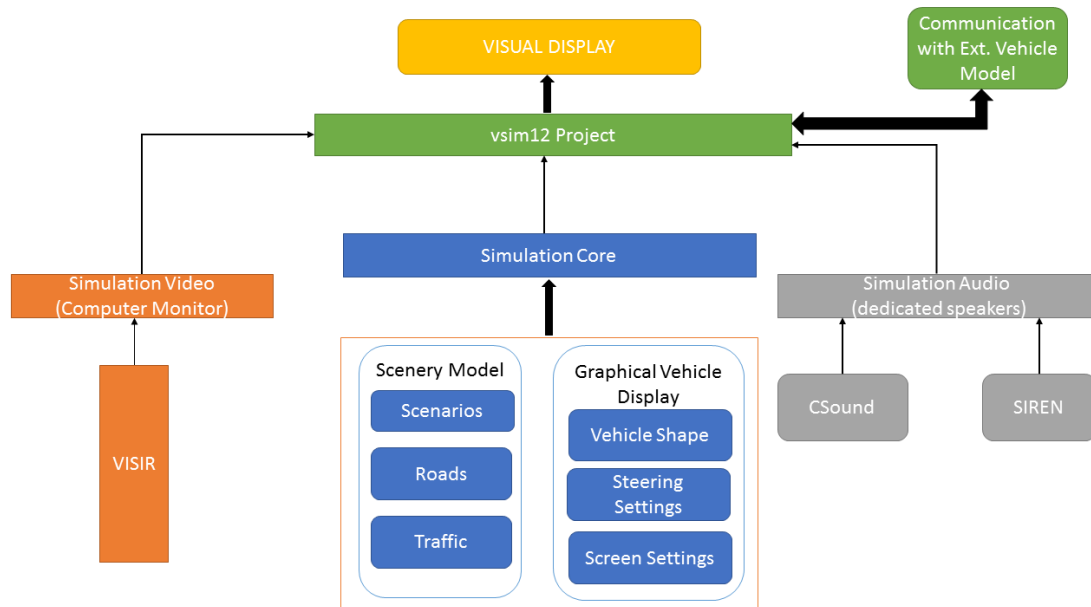 VISUAL DISPLAY
Communication
with Ext. Vehicle
Model
vsim12 Project
Simulation Core
Simulation Video
(Computer Monitor)
Simulation Audio
(dedicated speakers)
VISIR
Scenery Model
Scenarios
Roads
Traffic
Graphical Vehicle
Display
Vehicle Shape
Steering
Settings
Screen Settings
CSound
SIREN